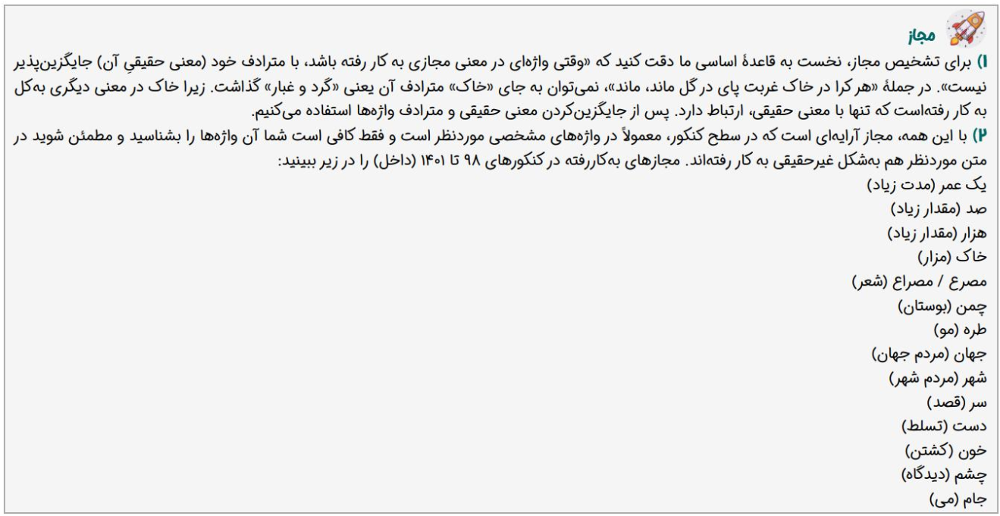 مجاز
۱) برای تشخیص مجاز، نخست به قاعدهٔ اساسی ما دقت کنید که «وقتی واژه‌ای در معنی مجازی به کار رفته باشد، با مترادف خود (معنی حقیقیِ آن) جایگزین‌پذیر
نیست». در جملهٔ «هر کرا در خاک غربت پای در گل ماند، ماند»، نمی‌توان به جای «خاک» مترادف آن یعنی «گرد و غبار» گذاشت. زیرا خاک در معنی دیگری به‌کل
به کار رفته‌است که تنها با معنی حقیقی، ارتباط دارد. پس از جایگزین‌کردن معنی حقیقی و مترادف واژه‌ها استفاده می‌کنیم.
۲) با این همه، مجاز آرایه‌ای است که در سطح کنکور، معمولاً در واژه‌های مشخصی موردنظر است و فقط کافی است شما آن واژه‌ها را بشناسید و مطمئن شوید در
متن موردنظر هم به‌شکل غیرحقیقی به کار رفته‌اند. مجازهای به‌کاررفته در کنکورهای ۹۸ تا ۱۴۰۱ (داخل) را در زیر ببینید:
یک عمر (مدت زیاد)
صد (مقدار زیاد)
هزار (مقدار زیاد)
خاک (مزار)
مصرع / مصراع (شعر)
چمن (بوستان)
طره (مو)
جهان (مردم جهان)
شهر (مردم شهر)
سر (قصد)
دست (تسلط)
خون (کشتن)
چشم (دیدگاه)
جام (می)